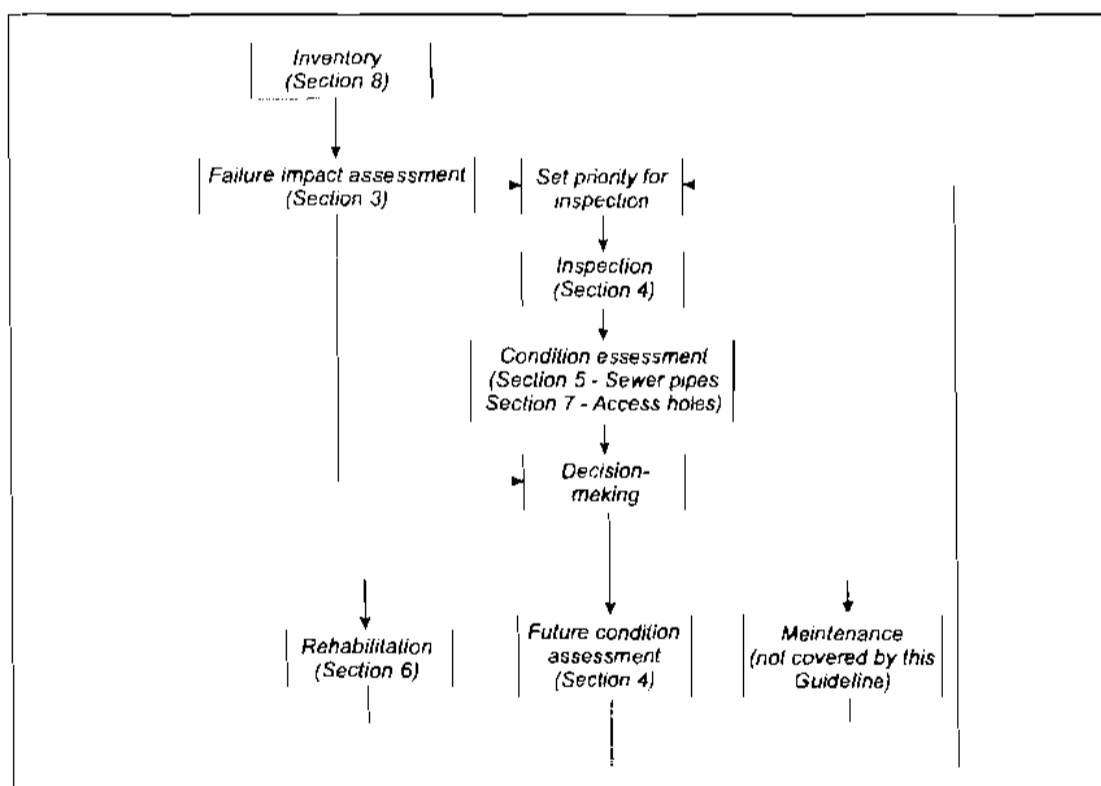 Inventory
(Section 8)
Failure impact assessment
(Section 3)
Set priority for
inspection
Inspection
(Section 4)
Condition assessment
(Section 5 - Sewer pipes
Section 7 - Access holes)
Decision-
meking
Rehabilitation
(Section 6)
Future condition
assessment
(Section 4)
Meintenance
(not covered by this
Guideline)